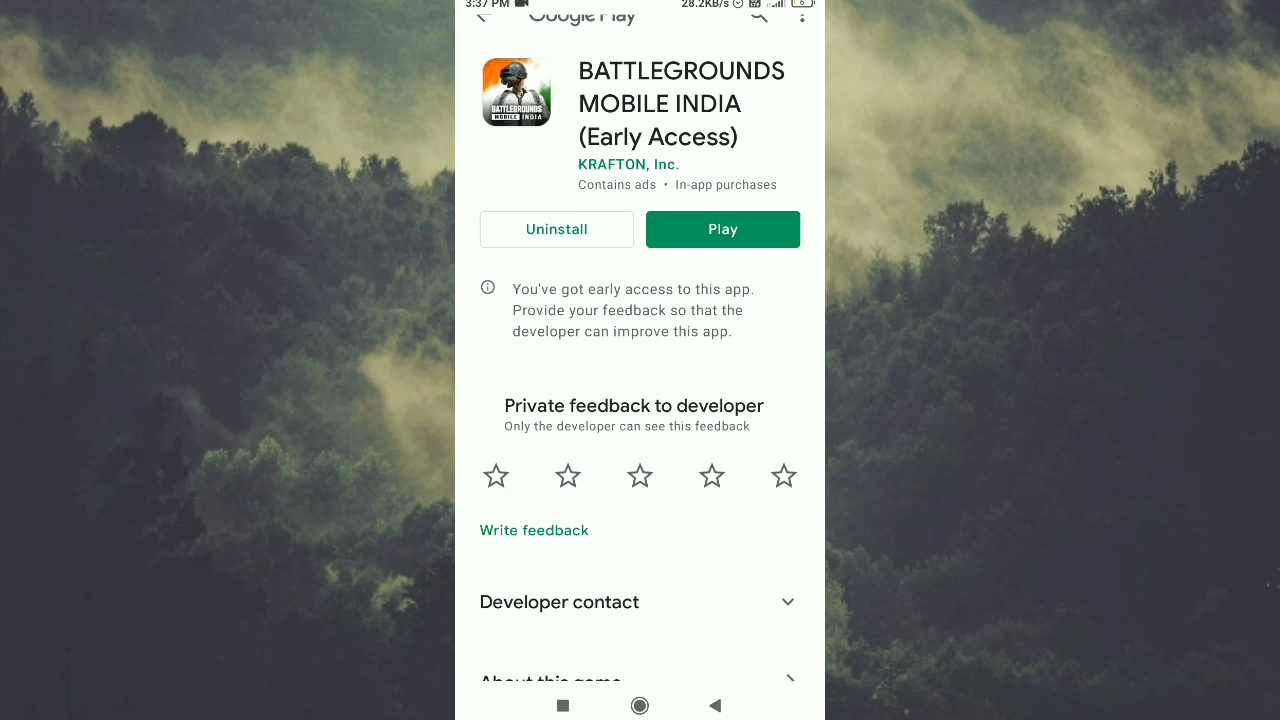 3:37 PM
28.2KB/s
Google Play
BATTLEGROUNDS
MOBILE INDIA
(Early Access)
KRAFTON, Inc.
Contains ads • In-app purchases
BATTLEGROUNDS
MOBILE INDIA
Uninstall
Play
You've got early access to this app.
Provide your feedback so that the
developer can improve this app.
Private feedback to developer
Only the developer can see this feedback
Write feedback
Developer contact
About this game